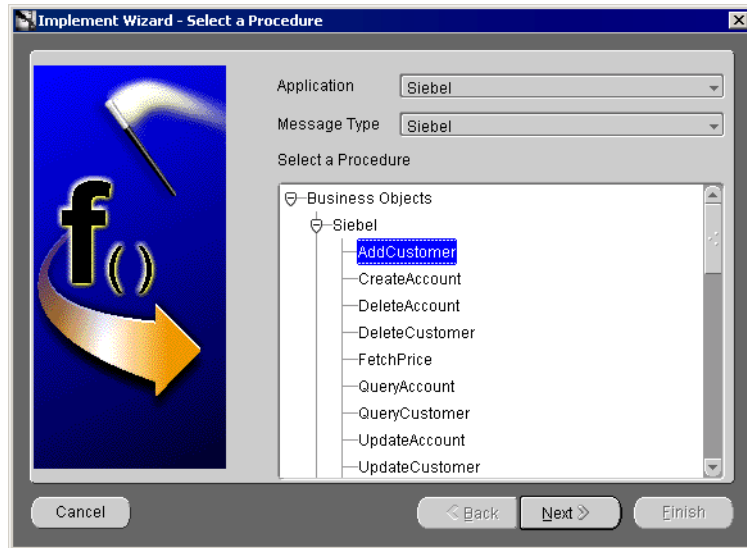 Implement Wizard - Select a Procedure
Application Siebel
Message Type Siebel
Select a Procedure
Business Objects
Siebel
AddCustomer
CreateAccount
DeleteAccount
DeleteCustomer
FetchPrice
QueryAccount
QueryCustomer
UpdateAccount
UpdateCustomer
f()
Cancel Back Next Finish